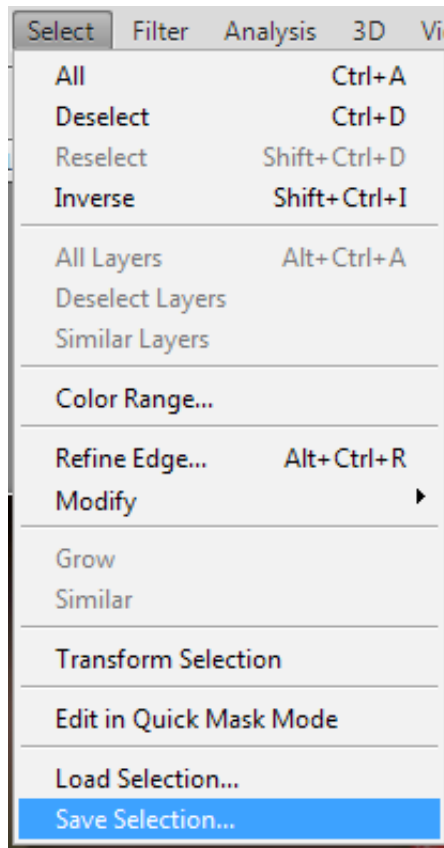 Select Filter Analysis 3D Vi
All Ctrl+A
Deselect Ctrl+D
Reselect Shift+Ctrl+D
Inverse Shift+Ctrl+I
All Layers Alt+Ctrl+A
Deselect Layers
Similar Layers
Color Range...
Refine Edge... Alt+Ctrl+R
Modify
Grow
Similar
Transform Selection
Edit in Quick Mask Mode
Load Selection...
Save Selection...